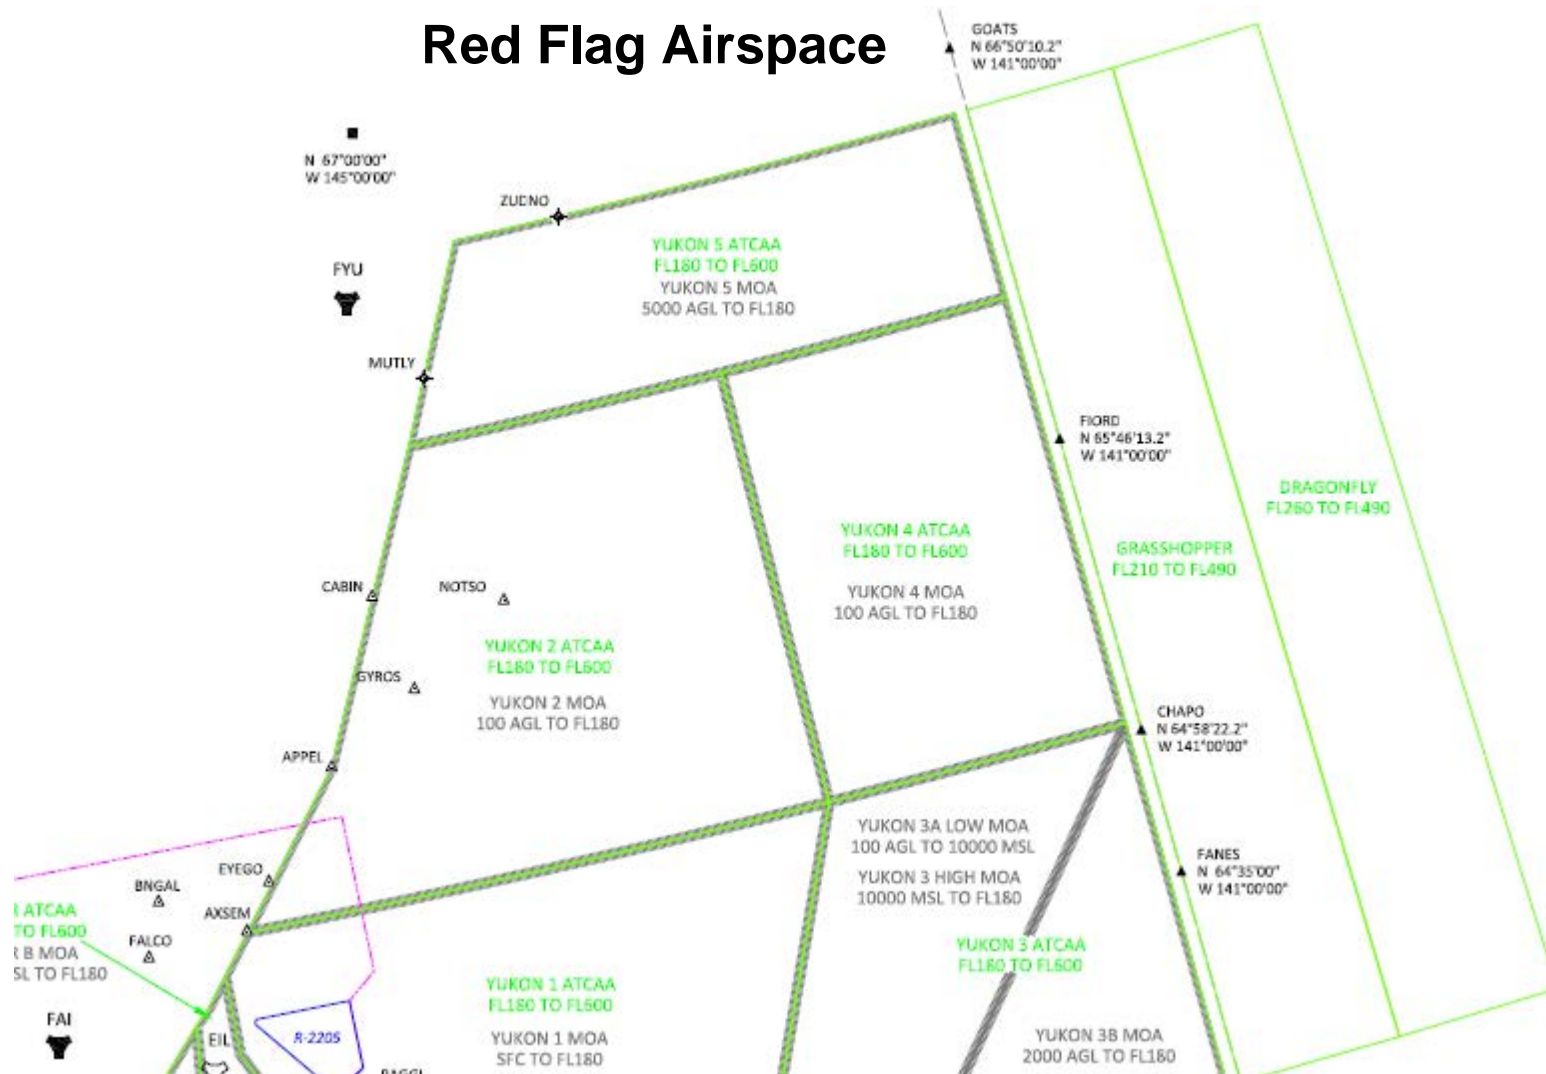 Red Flag Airspace
GOATS
N 66°50'10.2"
W 141°00'00"
N 67°00'00"
W 145°00'00"
ZUDNO
FYU
YUKON 5 ATCAA
FL180 TO FL600
YUKON 5 MOA
5000 AGL TO FL180
MUTLY
FIORD
N 65°46'13.2"
W 141°00'00"
DRAGONFLY
FL260 TO FL490
YUKON 4 ATCAA
FL180 TO FL600
GRASSHOPPER
FL210 TO FL490
YUKON 4 MOA
100 AGL TO FL180
CABIN
NOTSO
YUKON 2 ATCAA
FL180 TO FL600
GYROS
YUKON 2 MOA
100 AGL TO FL180
CHAPO
N 64°58'22.2"
W 141°00'00"
APPEL
YUKON 3A LOW MOA
100 AGL TO 10000 MSL
YUKON 3 HIGH MOA
10000 MSL TO FL180
FANES
N 64°35'00"
W 141°00'00"
EYEGO
BNGAL
AXSEM
R ATCAA
TO FL600
FALCO
R B MOA
SL TO FL180
YUKON 3 ATCAA
FL180 TO FL600
YUKON 1 ATCAA
FL180 TO FL600
FAI
EIL
R-2205
YUKON 1 MOA
SFC TO FL180
YUKON 3B MOA
2000 AGL TO FL180